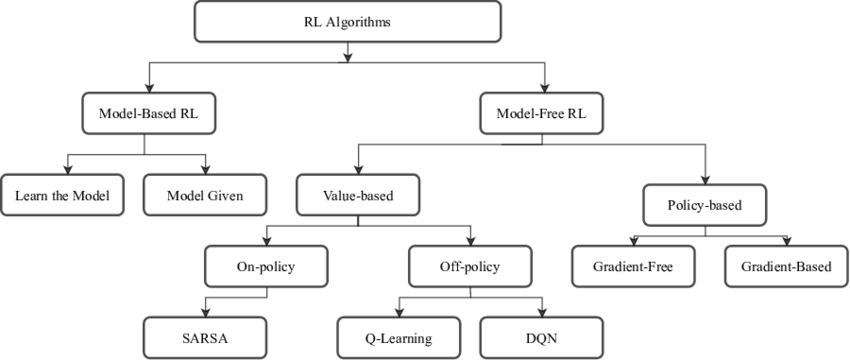 RL Algorithms
Model-Based RL
Model-Free RL
Learn the Model
Model Given
Value-based
Policy-based
On-policy
Off-policy
Gradient-Free
Gradient-Based
SARSA
Q-Learning
DQN